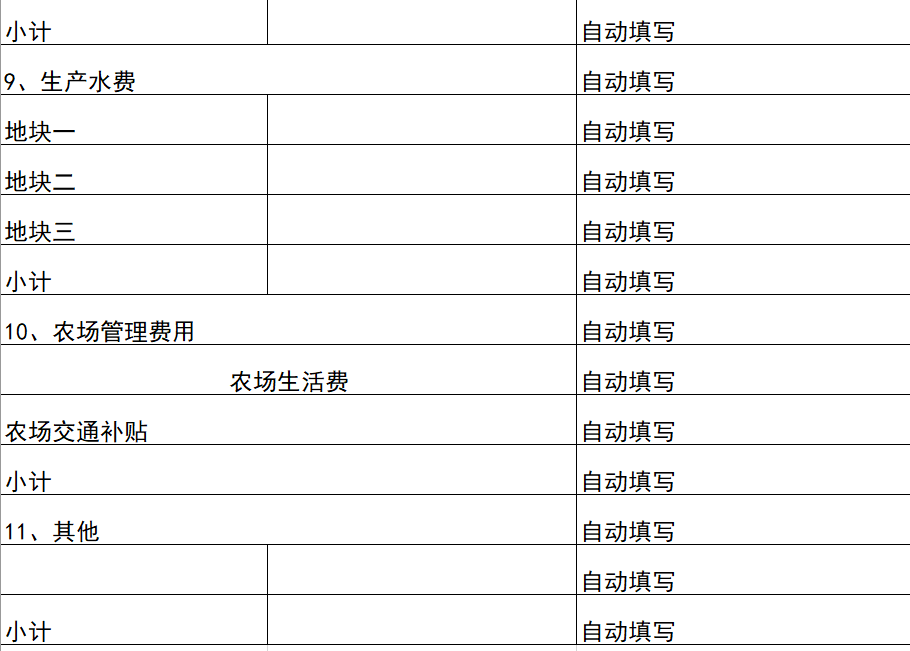 小计 自动填写
9、生产水费 自动填写
地块一 自动填写
地块二 自动填写
地块三 自动填写
小计 自动填写
10、农场管理费用 自动填写
农场生活费 自动填写
农场交通补贴 自动填写
小计 自动填写
11、其他 自动填写
自动填写
小计 自动填写